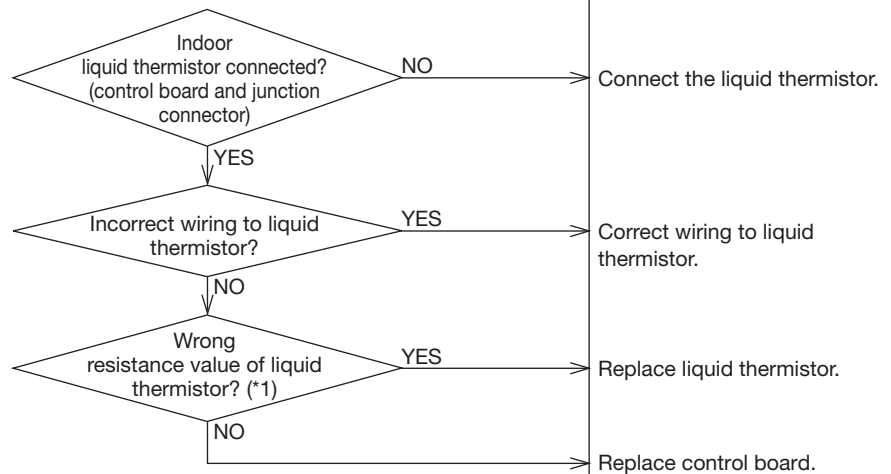 Indoor
liquid thermistor connected?
(control board and junction
connector)
NO
Connect the liquid thermistor.
YES
Incorrect wiring to liquid
thermistor?
YES
Correct wiring to liquid
thermistor.
NO
Wrong
resistance value of liquid
thermistor? (*1)
YES
Replace liquid thermistor.
NO
Replace control board.